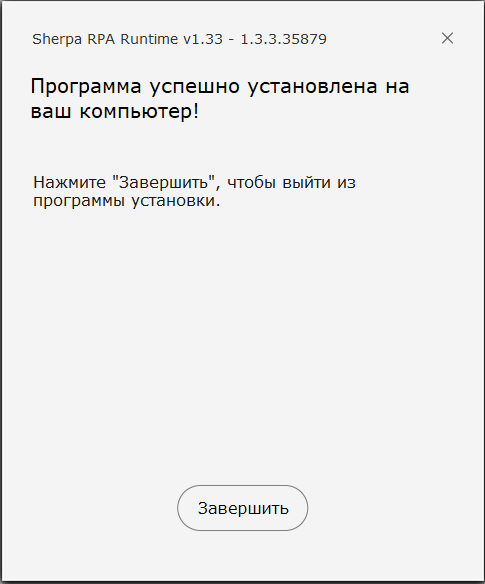 Sherpa RPA Runtime v1.33 - 1.3.3.35879
Программа успешно установлена на
ваш компьютер!
Нажмите "Завершить", чтобы выйти из
программы установки.
Завершить